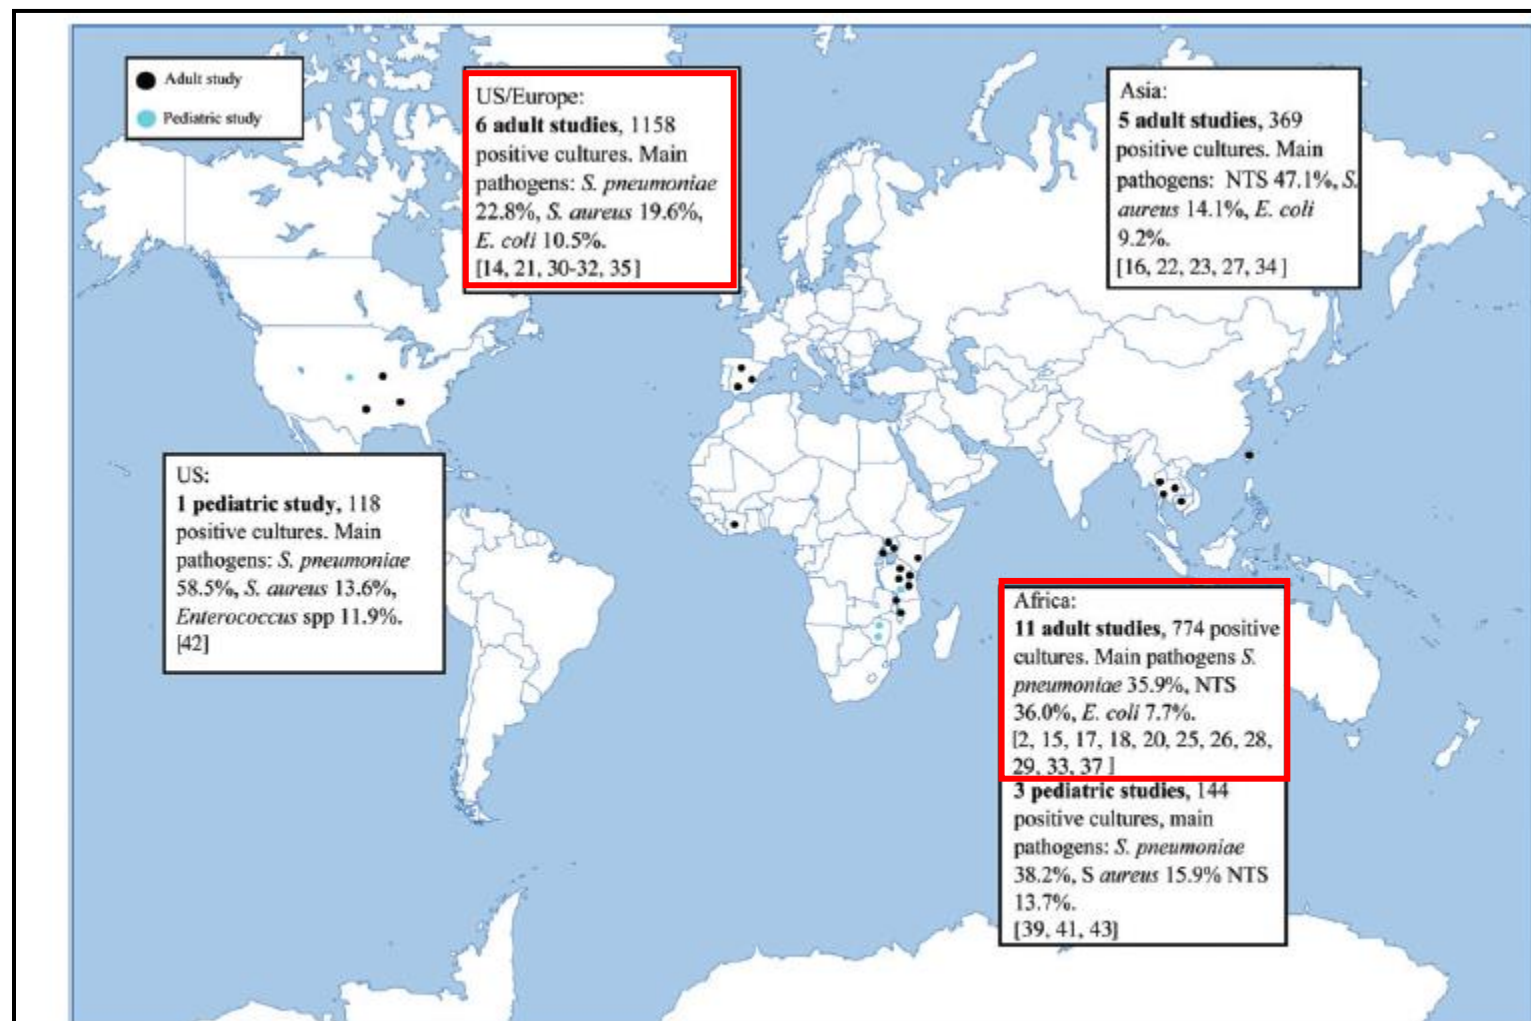 Adult study
Pediatric study
US/Europe:
6 adult studies, 1158
positive cultures. Main
pathogens: S. pneumoniae
22.8%, S. aureus 19.6%,
E. coli 10.5%.
[14, 21, 30-32, 35]
Asia:
5 adult studies, 369
positive cultures. Main
pathogens: NTS 47.1%, S.
aureus 14.1%, E. coli
9.2%.
[16, 22, 23, 27, 34 ]
US:
1 pediatric study, 118
positive cultures. Main
pathogens: S. pneumoniae
58.5%, S. aureus 13.6%,
Enterococcus spp 11.9%.
[42]
Africa:
11 adult studies, 774 positive
cultures. Main pathogens S.
pneumoniae 35.9%, NTS
36.0%, E. coli 7.7%.
[2, 15, 17, 18, 20, 25, 26, 28,
29, 33, 37 ]
3 pediatric studies, 144
positive cultures, main
pathogens: S. pneumoniae
38.2%, S aureus 15.9% NTS
13.7%.
[39, 41, 43]